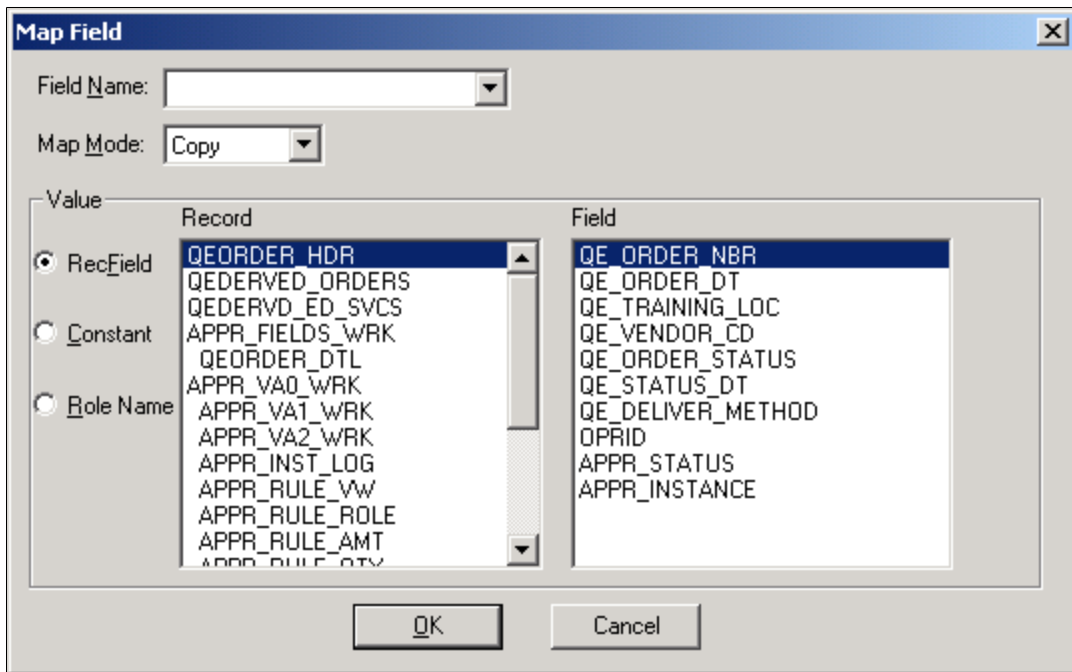 Map Field
Field Name:
Map Mode: Copy
Value
Record
Field
RecField
Constant
Role Name
QEORDER_HDR
QEDERVED_ORDERS
QEDERVD_ED_SVCS
APPR_FIELDS_WRK
QEORDER_DTL
APPR_VA0_WRK
APPR_VA1_WRK
APPR_VA2_WRK
APPR_INST_LOG
APPR_RULE_VW
APPR_RULE_ROLE
APPR_RULE_AMT
APPR_RULE_QTY
QE_ORDER_NBR
QE_ORDER_DT
QE_TRAINING_LOC
QE_VENDOR_CD
QE_ORDER_STATUS
QE_STATUS_DT
QE_DELIVER_METHOD
OPRID
APPR_STATUS
APPR_INSTANCE
OK
Cancel